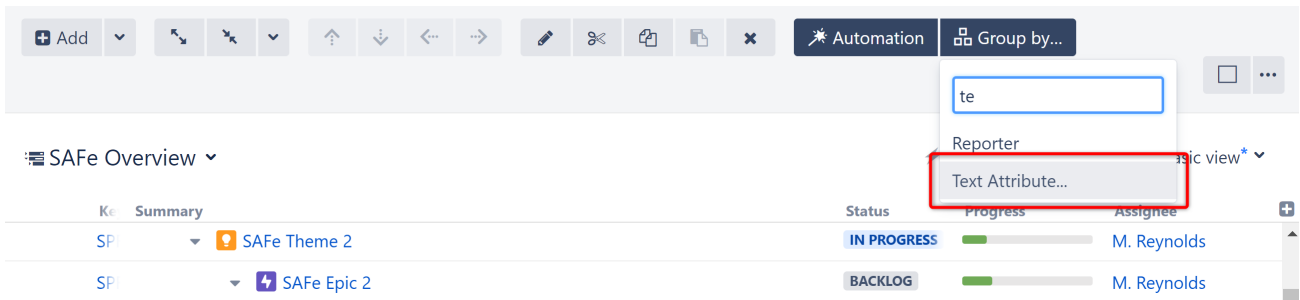 Add
Automation
Group by...
te
Reporter
Text Attribute...
SAFe Overview
asic view*
Ke Summary Status Progress Assignee
SP SAFe Theme 2 IN PROGRESS M. Reynolds
SP SAFe Epic 2 BACKLOG M. Reynolds